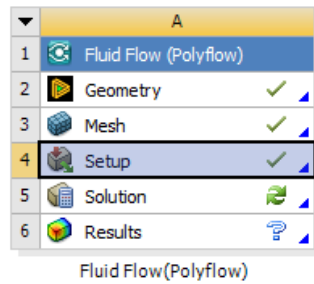 A
1 Fluid Flow (Polyflow)
2 Geometry
3 Mesh
4 Setup
5 Solution
6 Results ?
Fluid Flow(Polyflow)